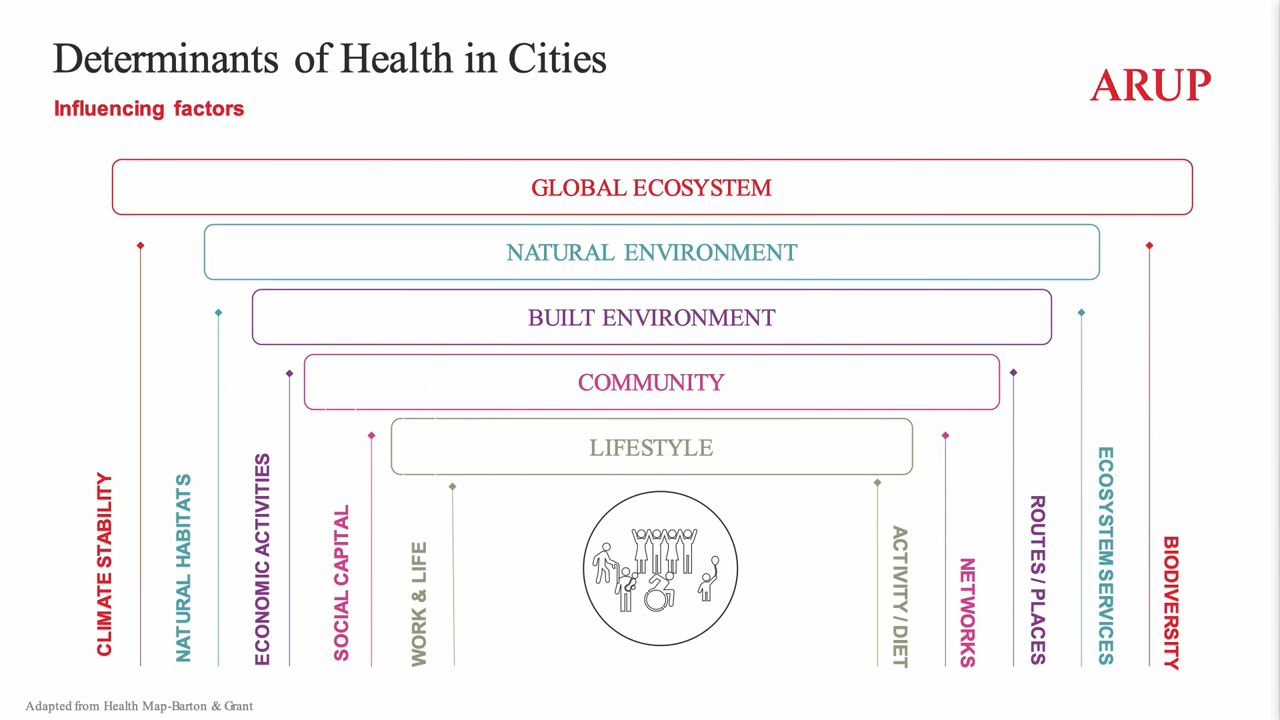 Determinants of Health in Cities
Influencing factors
ARUP
GLOBAL ECOSYSTEM
NATURAL ENVIRONMENT
BUILT ENVIRONMENT
COMMUNITY
LIFESTYLE
CLIMATE STABILITY
NATURAL HABITATS
ECONOMIC ACTIVITIES
SOCIAL CAPITAL
WORK & LIFE
ACTIVITY / DIET
NETWORKS
ROUTES / PLACES
ECOSYSTEM SERVICES
BIODIVERSITY
Adapted from Health Map-Barton & Grant